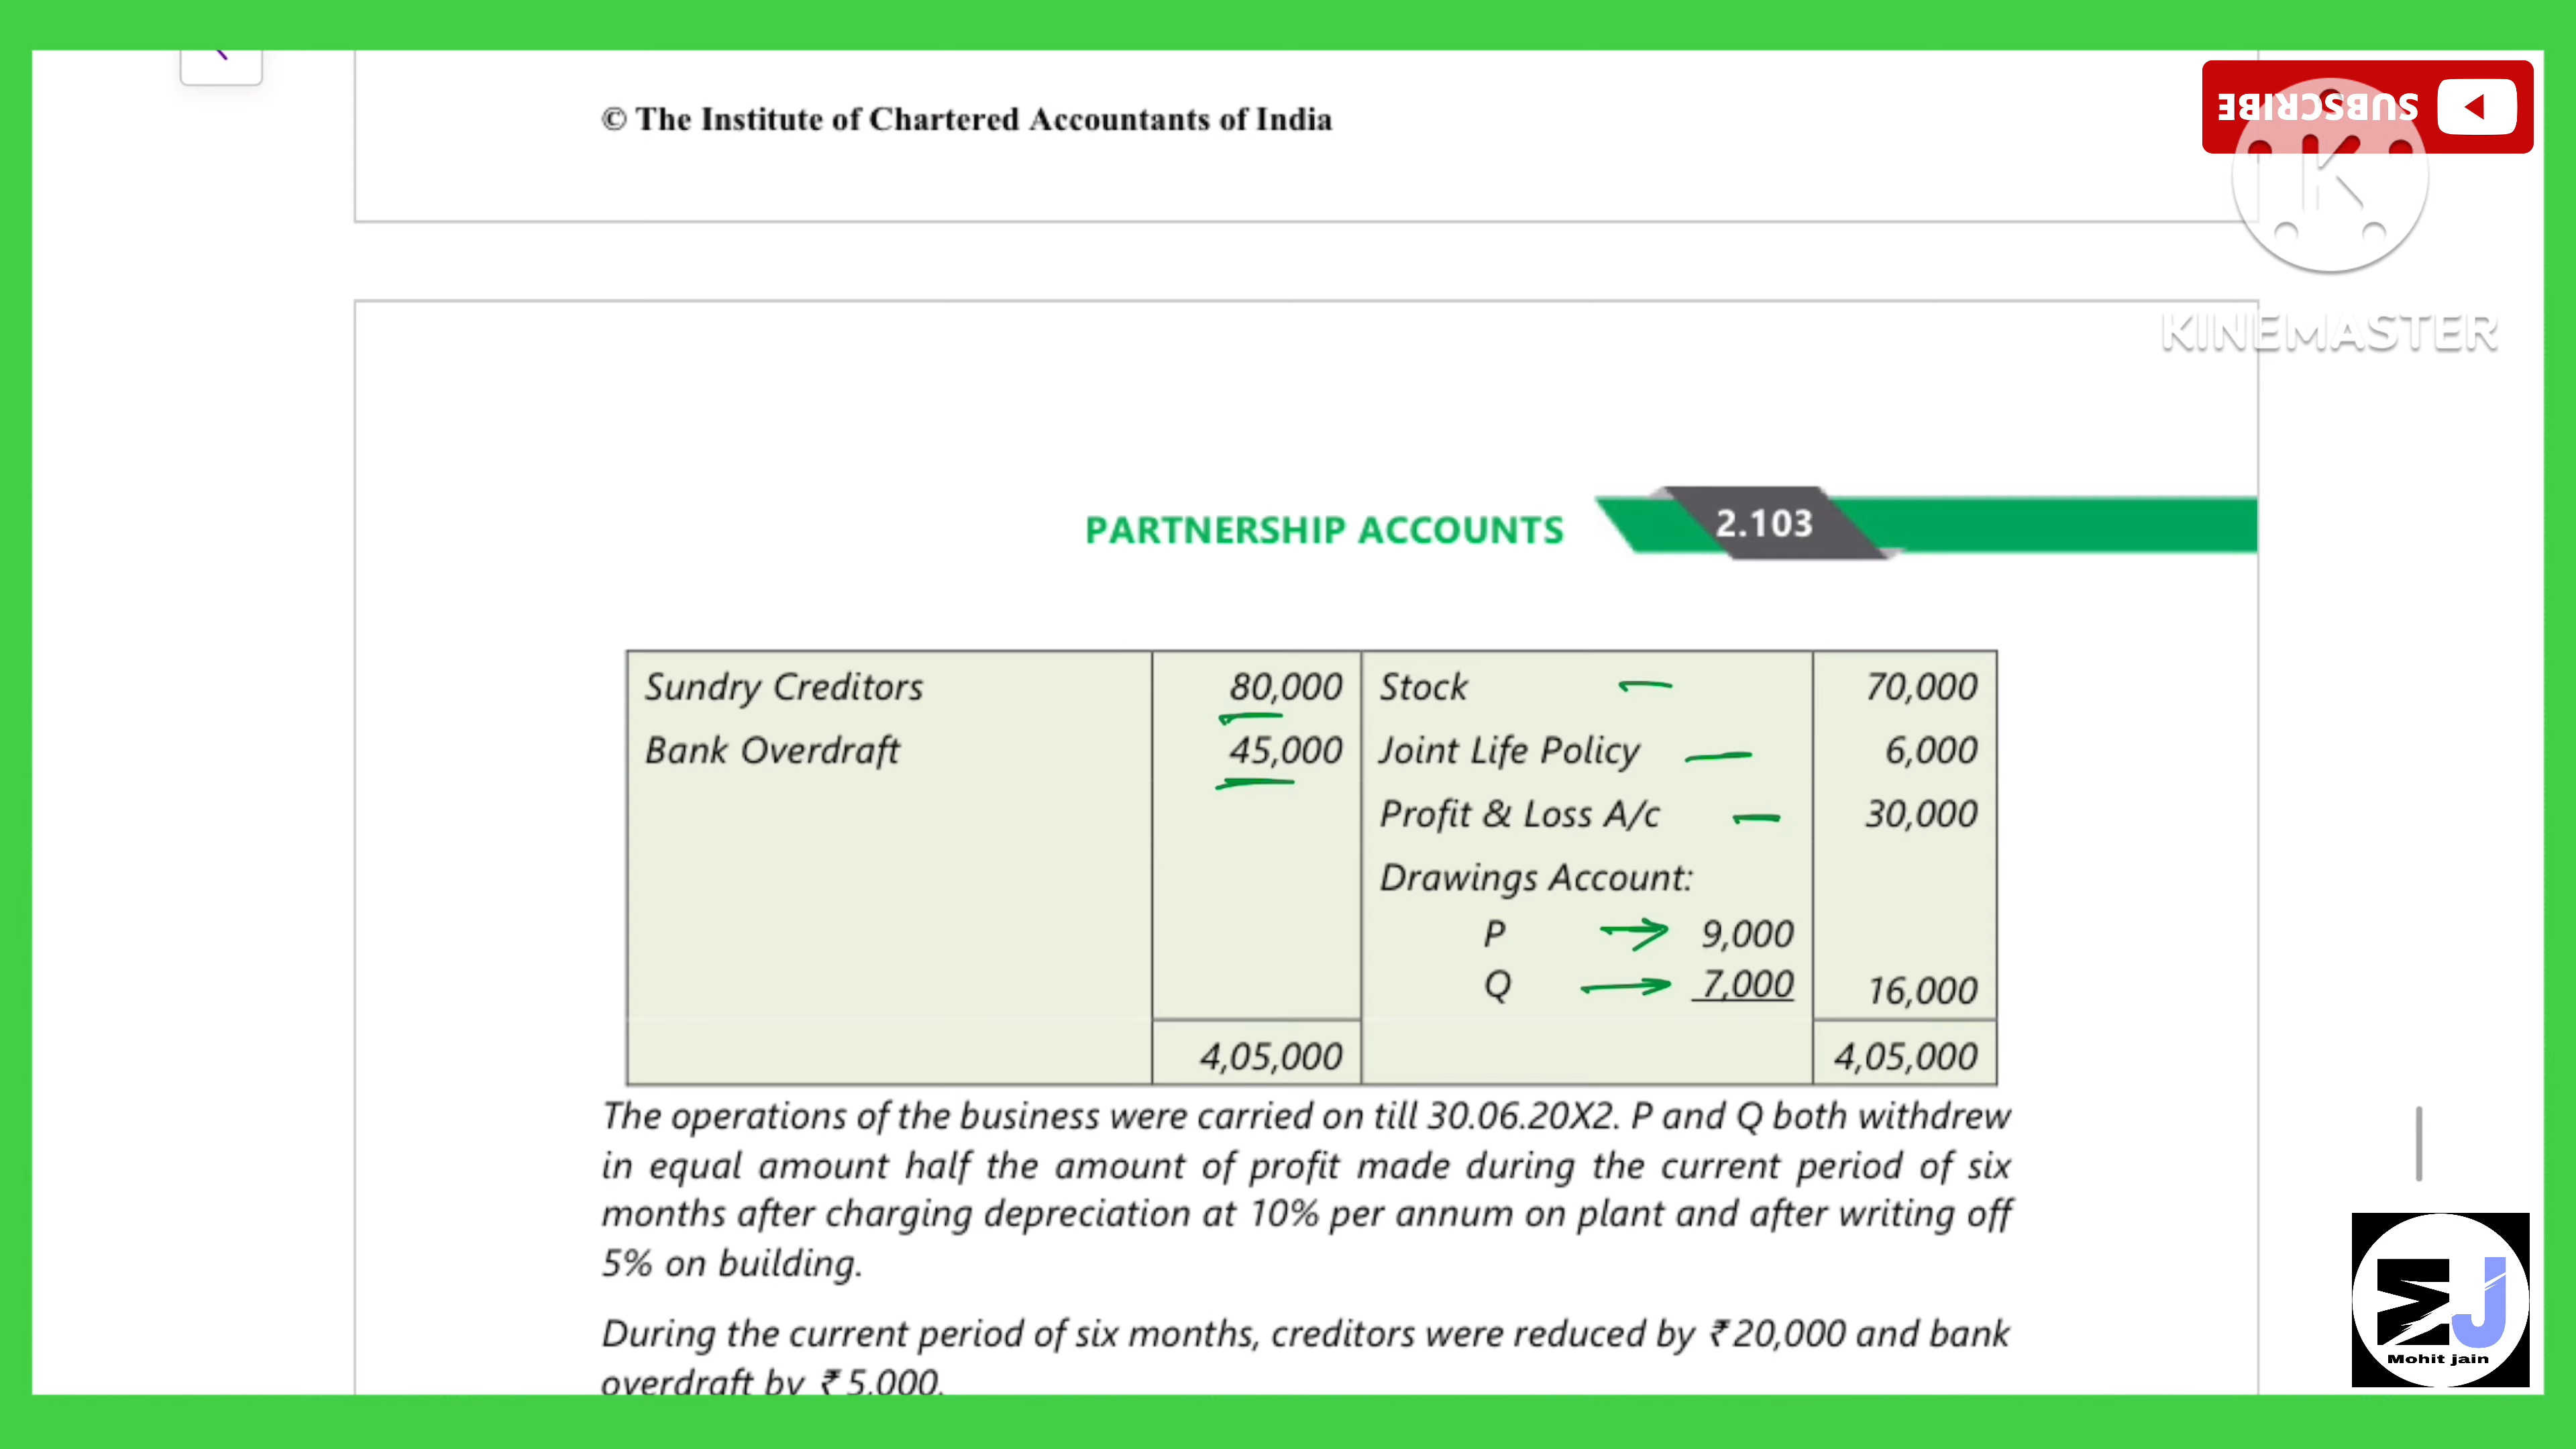 © The Institute of Chartered Accountants of India
SUBSCRIBE
K
KINEMASTER
PARTNERSHIP ACCOUNTS 2.103
Sundry Creditors 80,000 Stock 70,000
Bank Overdraft 45,000 Joint Life Policy 6,000
Profit & Loss A/c 30,000
Drawings Account:
P 9,000
Q 7,000 16,000
4,05,000 4,05,000
The operations of the business were carried on till 30.06.20X2. P and Q both withdrew
in equal amount half the amount of profit made during the current period of six
months after charging depreciation at 10% per annum on plant and after writing off
5% on building.
During the current period of six months, creditors were reduced by ₹ 20,000 and bank
overdraft by ₹ 5,000.
MJ
Mohit jain